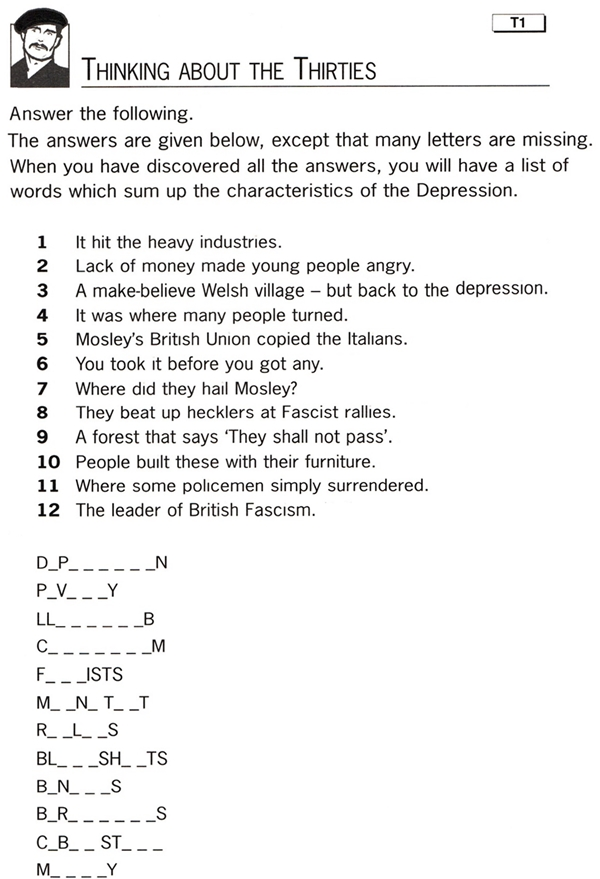 T1
THINKING ABOUT THE THIRTIES
Answer the following.
The answers are given below, except that many letters are missing.
When you have discovered all the answers, you will have a list of
words which sum up the characteristics of the Depression.
1 It hit the heavy industries.
2 Lack of money made young people angry.
3 A make-believe Welsh village – but back to the depression.
4 It was where many people turned.
5 Mosley's British Union copied the Italians.
6 You took it before you got any.
7 Where did they hail Mosley?
8 They beat up hecklers at Fascist rallies.
9 A forest that says 'They shall not pass'.
10 People built these with their furniture.
11 Where some policemen simply surrendered.
12 The leader of British Fascism.
D_P_ _ _ _ _ _N
P_V_ _ _Y
LL_ _ _ _ _ _B
C_ _ _ _ _ _ _M
F_ _ _ISTS
M_ _N_ T_ _T
R_ _L_ _S
BL_ _ _SH_ _TS
B_N_ _ _S
B_R_ _ _ _ _ _S
C_B_ _ ST_ _ _
M_ _ _ _Y